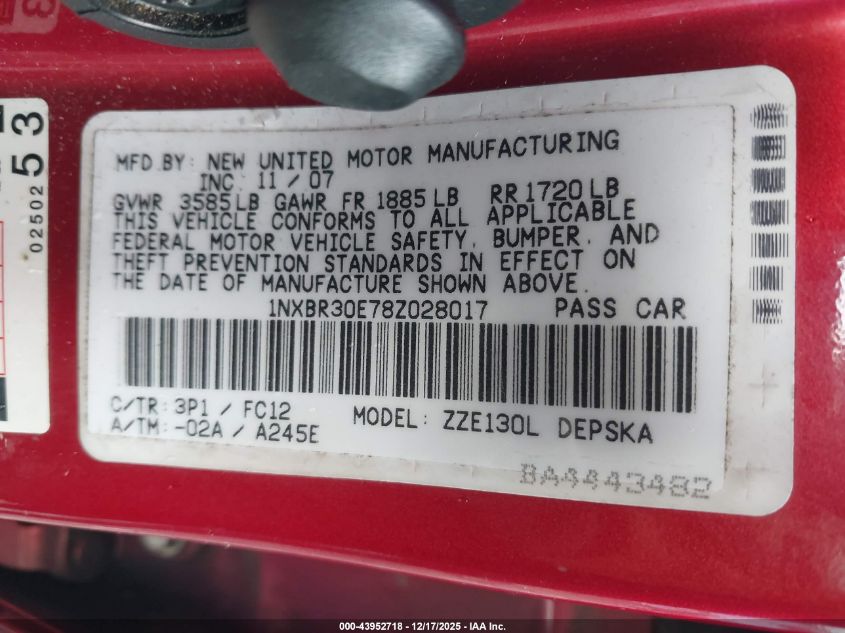 MFD BY: NEW UNITED MOTOR MANUFACTURING
INC. 11 / 07
GVWR 3585 LB GAWR FR 1885 LB RR 1720 LB
THIS VEHICLE CONFORMS TO ALL APPLICABLE
FEDERAL MOTOR VEHICLE SAFETY, BUMPER, AND
THEFT PREVENTION STANDARDS IN EFFECT ON
THE DATE OF MANUFACTURE SHOWN ABOVE.
1NXBR30E78Z028017 PASS CAR
C/TR: 3P1 / FC12 MODEL: ZZE130L DEPSKA
A/TM: -02A / A245E
BA4443482
02502
53
000-43952718 - 12/17/2025 - IAA Inc.